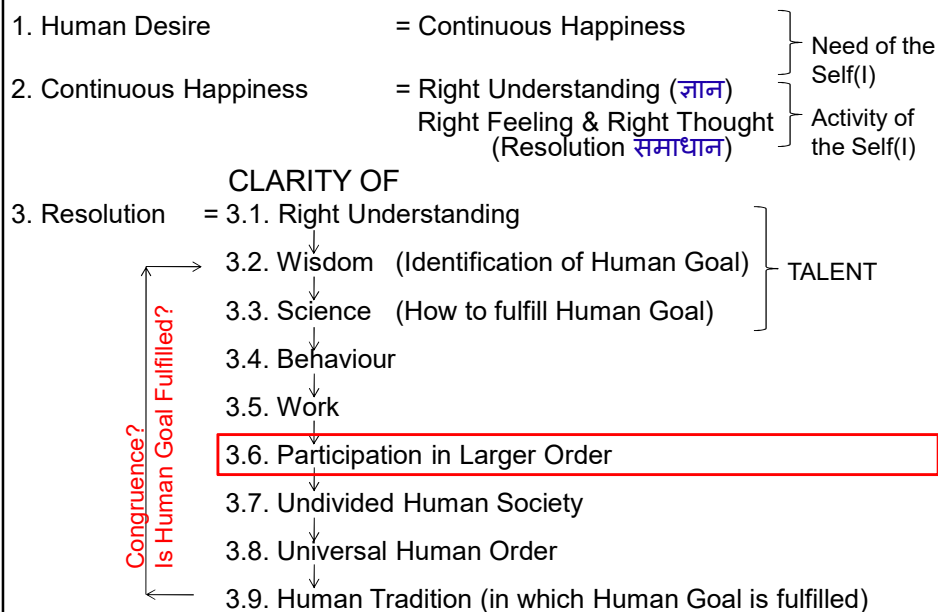 1. Human Desire = Continuous Happiness
Need of the
Self(I)
2. Continuous Happiness = Right Understanding (ज्ञान)
Right Feeling & Right Thought
(Resolution समाधान)
Activity of
the Self(I)
CLARITY OF
3. Resolution = 3.1. Right Understanding
3.2. Wisdom (Identification of Human Goal)
TALENT
3.3. Science (How to fulfill Human Goal)
3.4. Behaviour
3.5. Work
3.6. Participation in Larger Order
3.7. Undivided Human Society
3.8. Universal Human Order
3.9. Human Tradition (in which Human Goal is fulfilled)
Congruence?
Is Human Goal Fulfilled?